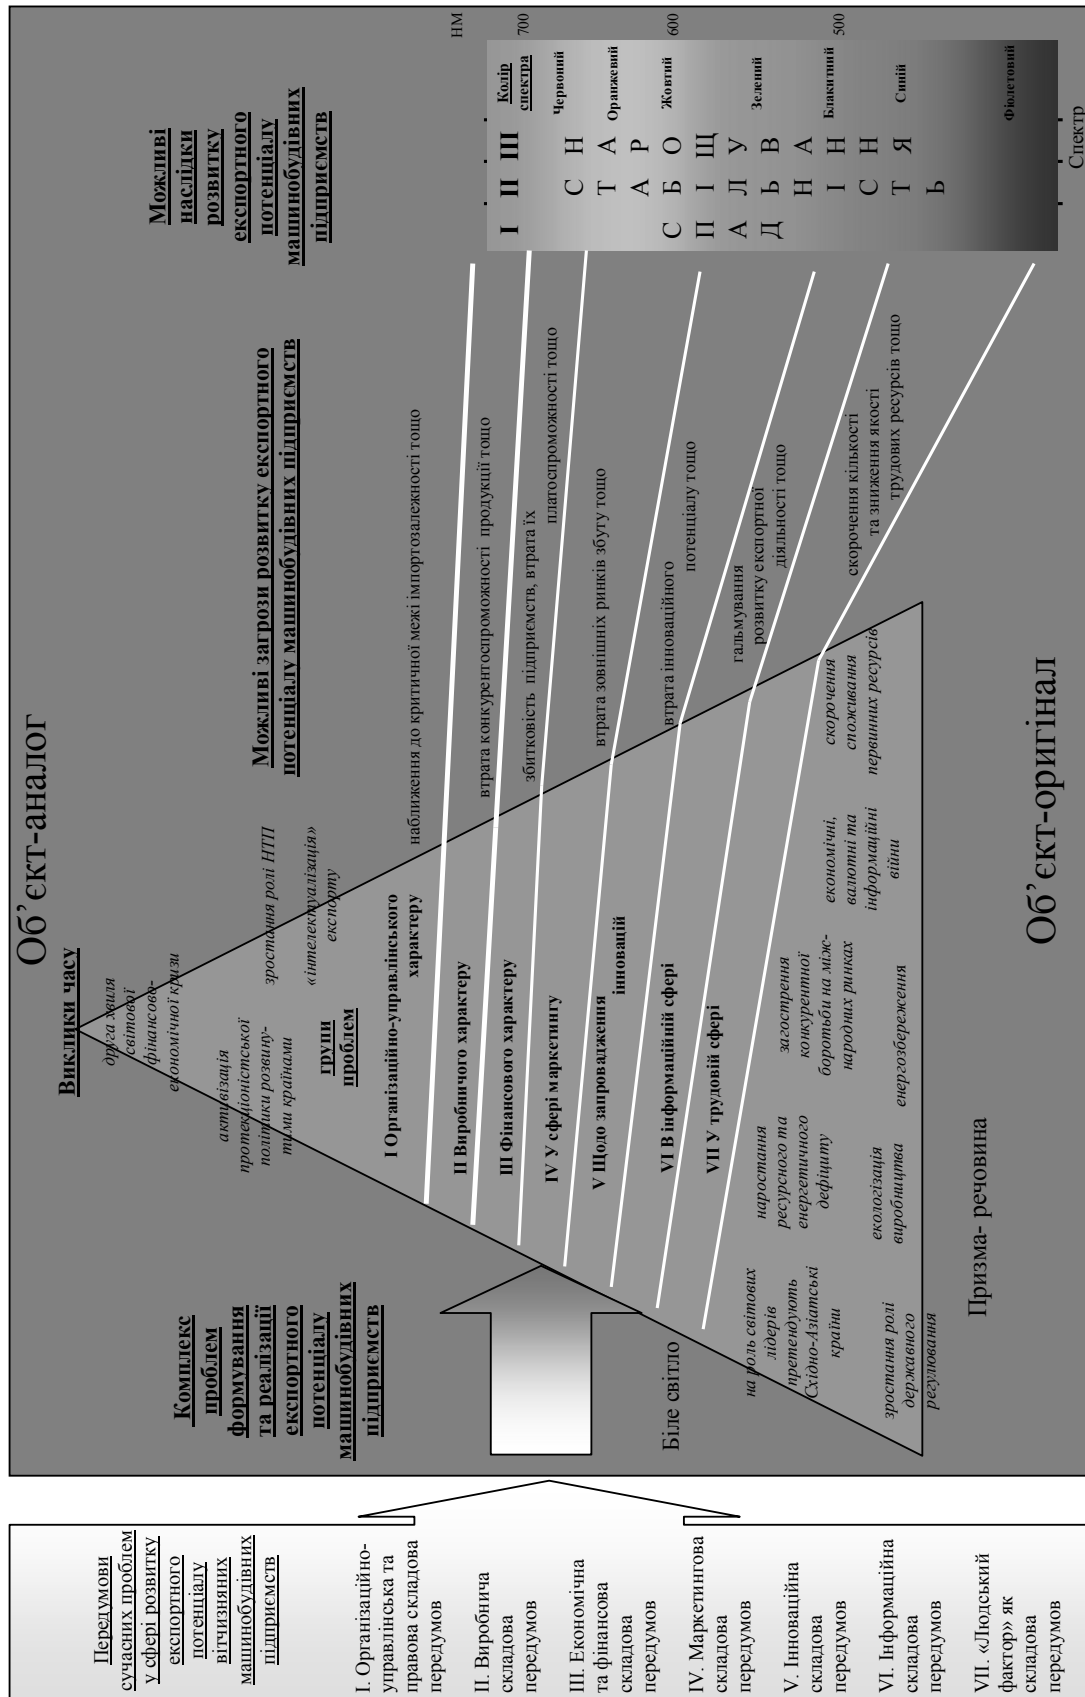 Об’єкт-аналог
Передумови
сучасних проблем
у сфері розвитку
експортного
потенціалу
вітчизняних
машинобудівних
підприємств
І. Організаційно-
управлінська та
правова складова
передумов
ІІ. Виробнича
складова
передумов
ІІІ. Економічна
та фінансова
складова
передумов
IV. Маркетингова
складова
передумов
V. Інноваційна
складова
передумов
VІ. Інформаційна
складова
передумов
VІІ. «Людський
фактор» як
складова
передумов
Комплекс
проблем
формування
та реалізації
експортного
потенціалу
машинобудівних
підприємств
Біле світло
Виклики часу
друга хвиля
світової
фінансово-
економічної кризи
активізація
протекціоністської
політики розвину-
тими країнами
зростання ролі НТП
«інтелектуалізація»
експорту
групи
проблем
І Організаційно-управлінського
характеру
ІІ Виробничого характеру
ІІІ Фінансового характеру
IV У сфері маркетингу
V Щодо запровадження
інновацій
VI В інформаційній сфері
VII У трудовій сфері
на роль світових
лідерів
претендують
Східно-Азіатські
країни
наростання
ресурсного та
енергетичного
дефіциту
загострення
конкурентної
боротьби на між-
народних ринках
економічні,
валютні та
інформаційні
війни
скорочення
споживання
первинних ресурсів
зростання ролі
державного
регулювання
екологізація
виробництва
енергозбереження
Призма- речовина
Можливі загрози розвитку експортного
потенціалу машинобудівних підприємств
наближення до критичної межі імпортозалежності тощо
втрата конкурентоспроможності продукції тощо
збитковість підприємств, втрата їх
платоспроможності тощо
втрата зовнішніх ринків збуту тощо
втрата інноваційного
потенціалу тощо
гальмування
розвитку експортної
діяльності тощо
скорочення кількості
та зниження якості
трудових ресурсів тощо
Можливі
наслідки
розвитку
експортного
потенціалу
машинобудівних
підприємств
І ІІ ІІІ
Колір
спектра
С Н
Т А
А Р
С Б О
П І Щ
А Л У
Д Ь В
Н А
І Н
С Н
Т Я
Ь
Червоний
Оранжевий
Жовтий
Зелений
Блакитний
Синій
Фіолетовий
НМ
700
600
500
Спектр
Об’єкт-оригінал